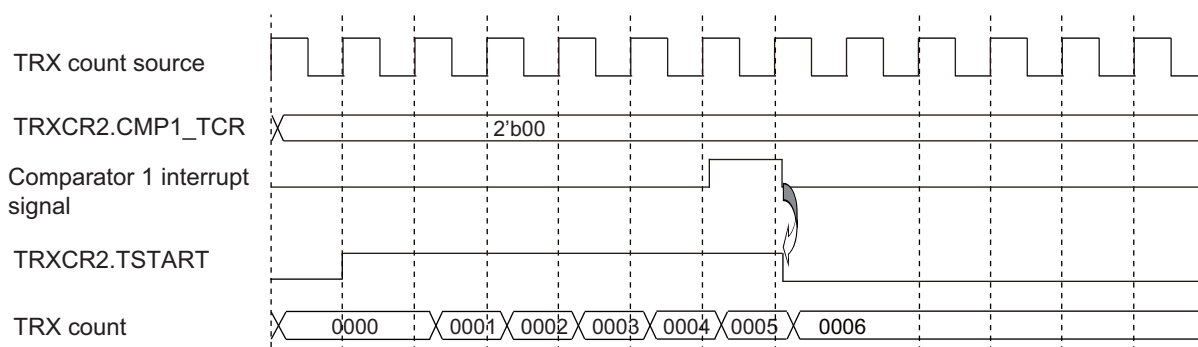 TRX count source
TRXCR2.CMP1_TCR
2'b00
Comparator 1 interrupt
signal
TRXCR2.TSTART
TRX count
0000 0001 0002 0003 0004 0005 0006